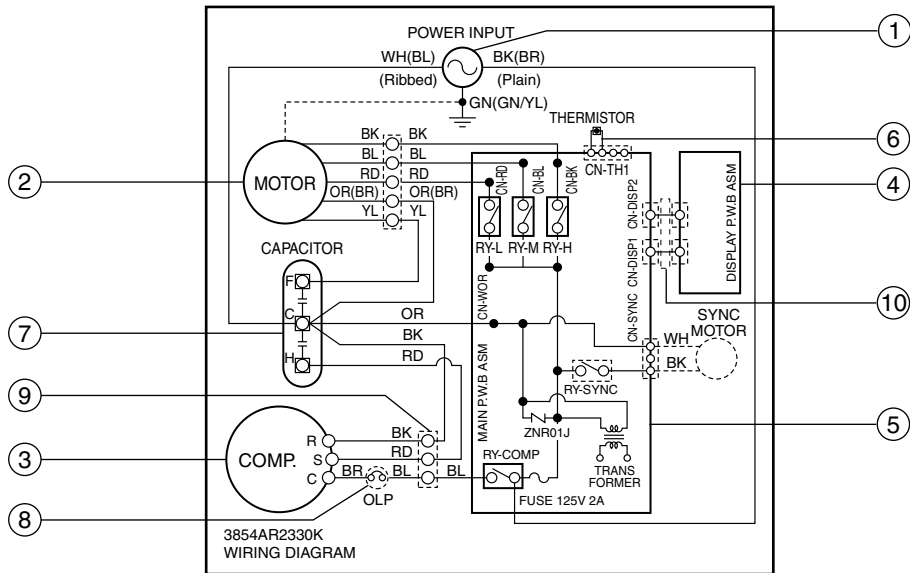 POWER INPUT
1
WH(BL)
BK(BR)
(Ribbed)
(Plain)
GN(GN/YL)
THERMISTOR
6
BK
BK
CN-TH1
BL
BL
2
MOTOR
RD
RD
CN-RD
CN-BL
CN-BK
4
OR(BR)
OR(BR)
YL
YL
DISPLAY P.W.B ASM
CN-DISP2
CN-DISP1
RY-L
RY-M
RY-H
CAPACITOR
F
10
CN-WOR
CN-SYNC
SYNC
MOTOR
7
C
OR
WH
BK
BK
H
RD
RY-SYNC
MAIN P.W.B ASM
9
5
R
BK
ZNR01J
3
COMP.
S
RD
RY-COMP
TRANS
FORMER
C
BR
BL
BL
8
OLP
FUSE 125V 2A
3854AR2330K
WIRING DIAGRAM